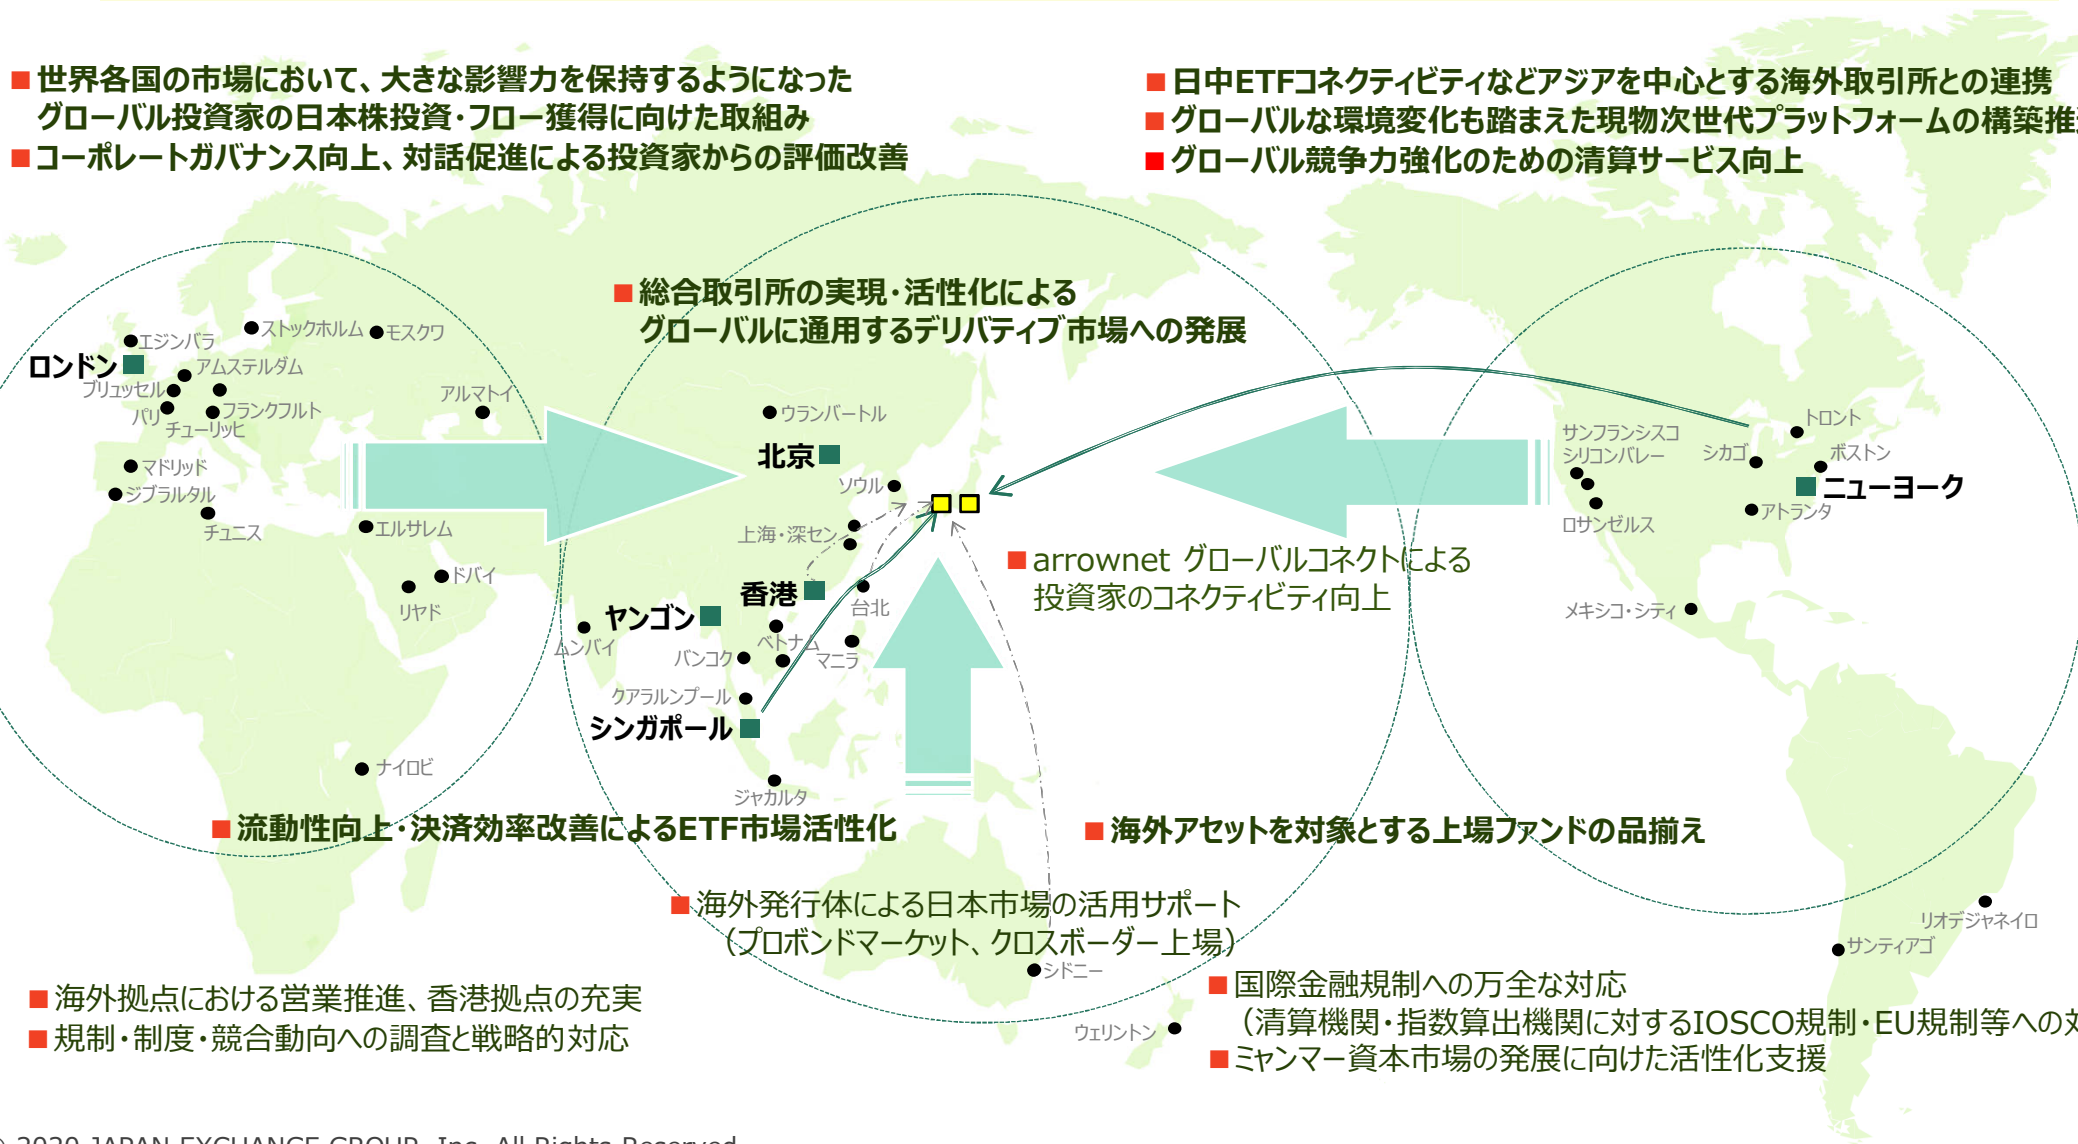 ■世界各国の市場において、大きな影響力を保持するようになった
グローバル投資家の日本株投資・フロー獲得に向けた取組み
■コーポレートガバナンス向上、対話促進による投資家からの評価改善
■日中ETFコネクティビティなどアジアを中心とする海外取引所との連携
■グローバルな環境変化も踏まえた現物次世代プラットフォームの構築推
■グローバル競争力強化のための清算サービス向上
■総合取引所の実現・活性化による
グローバルに通用するデリバティブ市場への発展
エジンバラ
ストックホルム
モスクワ
ロンドン
アムステルダム
ブリュッセル
パリ
フランクフルト
チューリッヒ
アルマトイ
マドリッド
ジブラルタル
チュニス
エルサレム
ドバイ
リヤド
ナイロビ
ウランバートル
北京
ソウル
上海・深セン
香港
台北
ヤンゴン
ムンバイ
ベトナム
バンコク
マニラ
クアラルンプール
シンガポール
ジャカルタ
トロント
サンフランシスコ
シリコンバレー
シカゴ
ボストン
ニューヨーク
ロサンゼルス
アトランタ
メキシコ・シティ
■arrownet グローバルコネクトによる
投資家のコネクティビティ向上
■流動性向上・決済効率改善によるETF市場活性化
■海外アセットを対象とする上場ファンドの品揃え
■海外発行体による日本市場の活用サポート
（プロボンドマーケット、クロスボーダー上場）
リオデジャネイロ
サンティアゴ
シドニー
ウェリントン
■海外拠点における営業推進、香港拠点の充実
■規制・制度・競合動向への調査と戦略的対応
■国際金融規制への万全な対応
（清算機関・指数算出機関に対するIOSCO規制・EU規制等への
■ミャンマー資本市場の発展に向けた活性化支援
2020 JAPAN EXCHANGE GROUP, Inc. All Rights Reserved